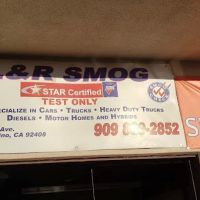 &R SMOG
STAR Certified
TEST ONLY
SPECIALIZE IN CARS • TRUCKS • HEAVY DUTY TRUCKS
DIESELS • MOTOR HOMES AND HYBRIDS
Ave.
ino, CA 92408
909 2852
S